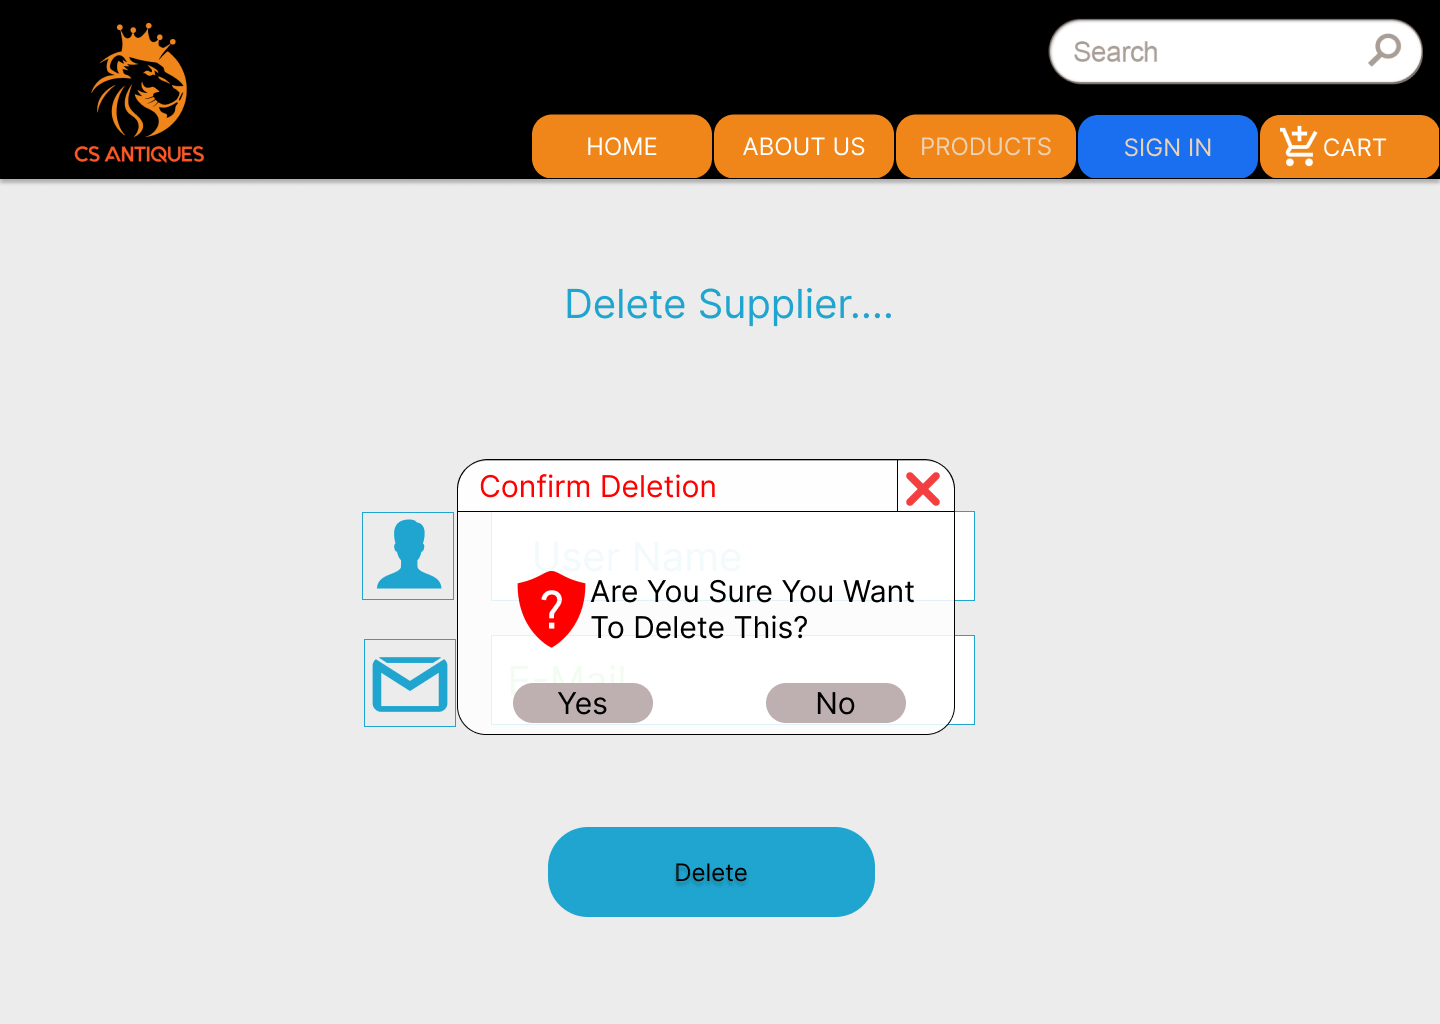 Search
CS ANTIQUES
HOME
ABOUT US
PRODUCTS
SIGN IN
CART
Delete Supplier....
Confirm Deletion
User Name
?
Are You Sure You Want
To Delete This?
E-Mail
Yes
No
Delete